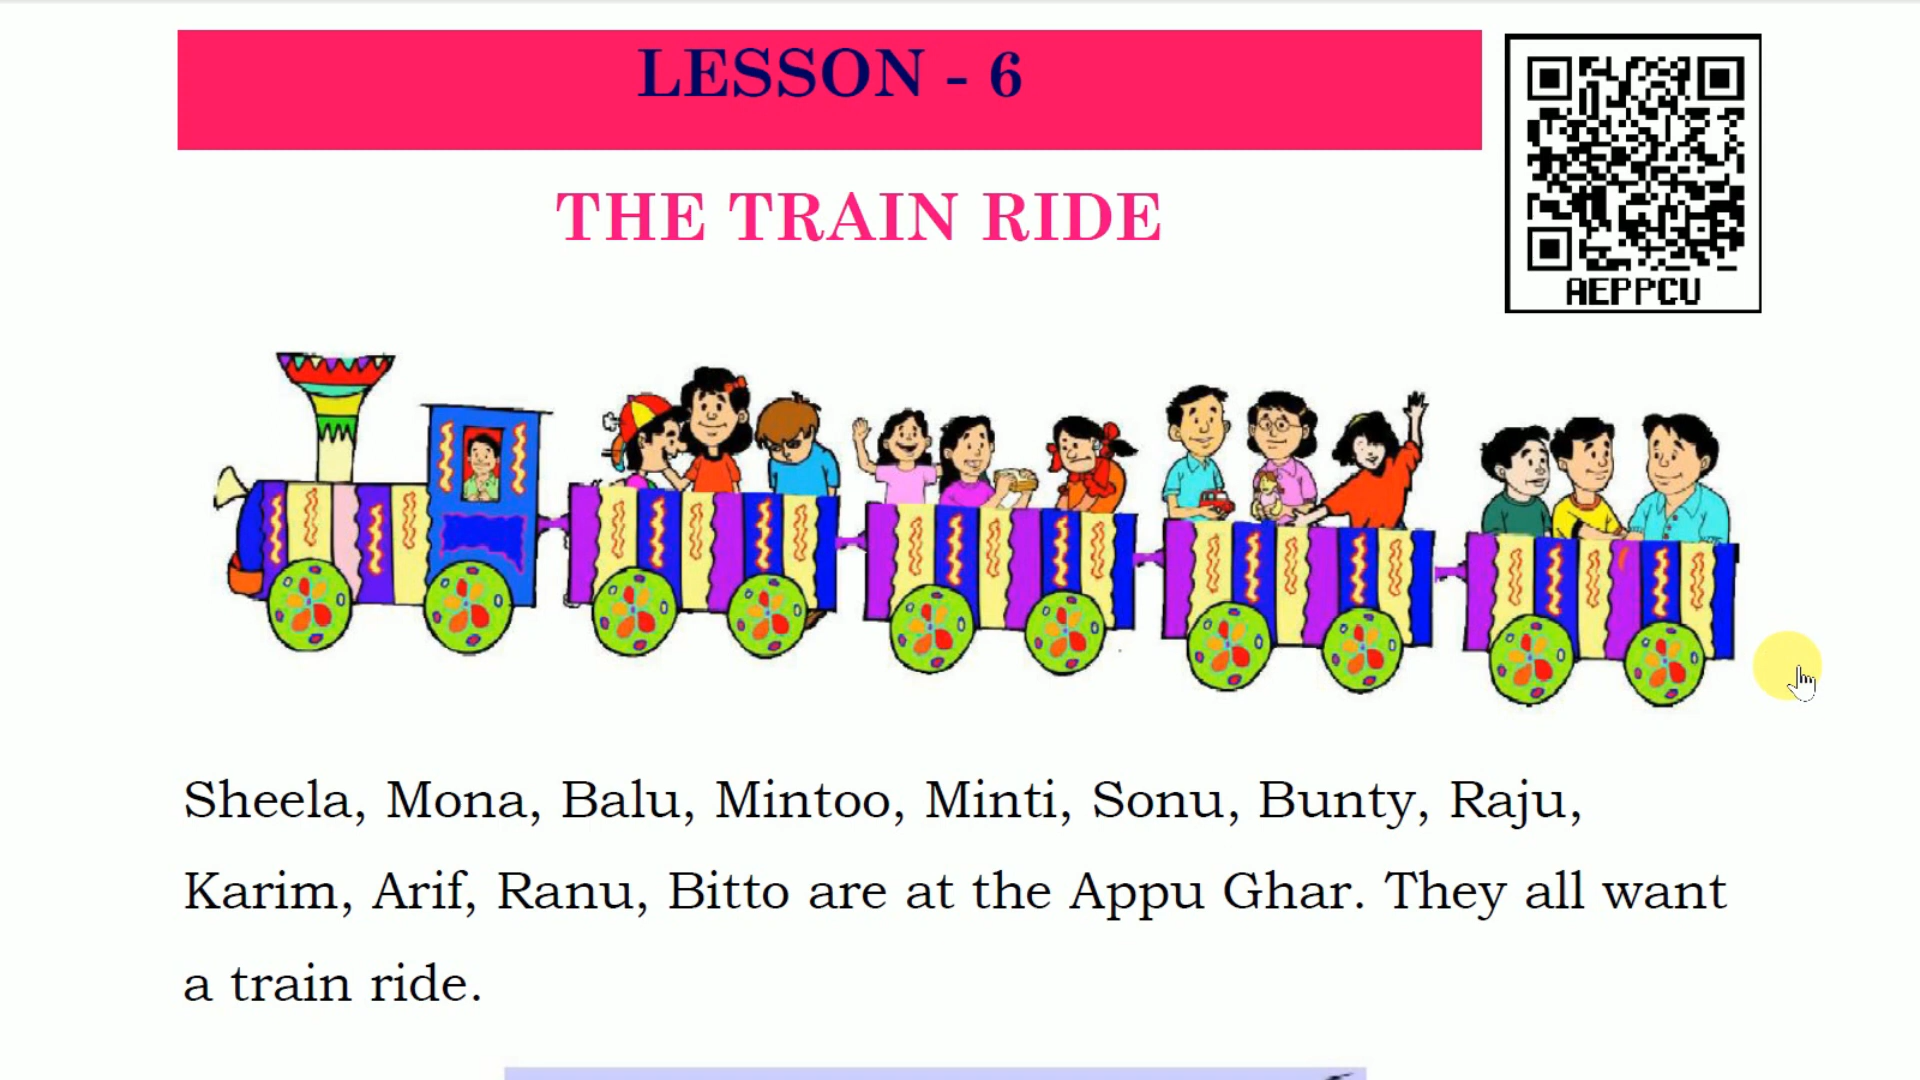 LESSON - 6
AEPPCU
THE TRAIN RIDE
Sheela, Mona, Balu, Mintoo, Minti, Sonu, Bunty, Raju,
Karim, Arif, Ranu, Bitto are at the Appu Ghar. They all want
a train ride.